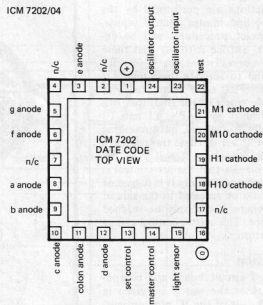 ICM 7202/04
n/c
e anode
n/c
+
oscillator output
oscillator input
test
4
3
2
1
24
23
22
g anode
5
21
M1 cathode
f anode
6
20
M10 cathode
n/c
7
19
H1 cathode
a anode
8
18
H10 cathode
b anode
9
17
n/c
ICM 7202
DATE CODE
TOP VIEW
10
11
12
13
14
15
16
c anode
colon anode
d anode
set control
master control
light sensor
0